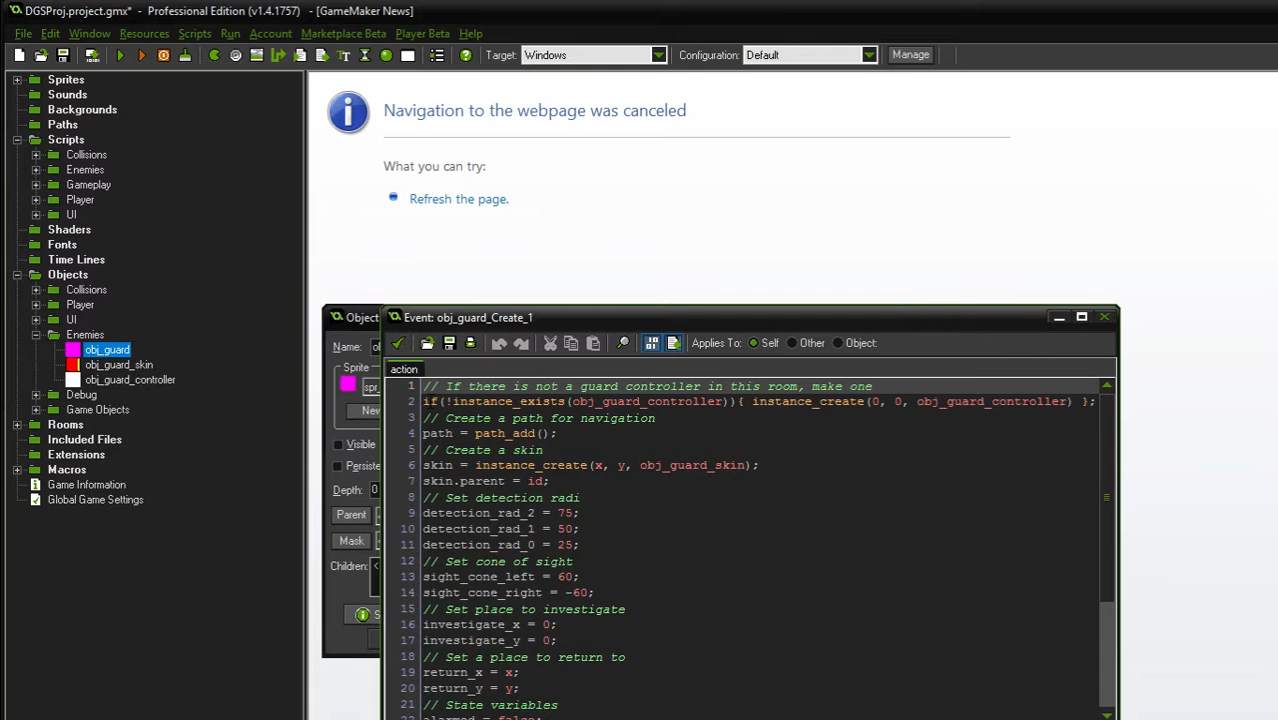 DGSProj.project.gmx* - Professional Edition (v1.4.1757) - [GameMaker News]
File Edit Window Resources Scripts Run Account Marketplace Beta Player Beta Help
Target: Windows Configuration: Default Manage
Sprites
Sounds
Backgrounds
Paths
Scripts
Collisions
Enemies
Gameplay
Player
UI
Shaders
Fonts
Time Lines
Objects
Collisions
Player
UI
Enemies
obj_guard
obj_guard_skin
obj_guard_controller
Debug
Game Objects
Rooms
Included Files
Extensions
Macros
Game Information
Global Game Settings
Navigation to the webpage was canceled
What you can try:
Refresh the page.
Object
Name:
Sprite
spr_
New
Visible
Persiste
Depth: 0
Parent
Mask
Children:
Event: obj_guard_Create_1
Applies To: Self Other Object:
action
1 // If there is not a guard controller in this room, make one
2 if(!instance_exists(obj_guard_controller)){ instance_create(0, 0, obj_guard_controller) };
3 // Create a path for navigation
4 path = path_add();
5 // Create a skin
6 skin = instance_create(x, y, obj_guard_skin);
7 skin.parent = id;
8 // Set detection radi
9 detection_rad_2 = 75;
10 detection_rad_1 = 50;
11 detection_rad_0 = 25;
12 // Set cone of sight
13 sight_cone_left = 60;
14 sight_cone_right = -60;
15 // Set place to investigate
16 investigate_x = 0;
17 investigate_y = 0;
18 // Set a place to return to
19 return_x = x;
20 return_y = y;
21 // State variables
22 alarmed = false;